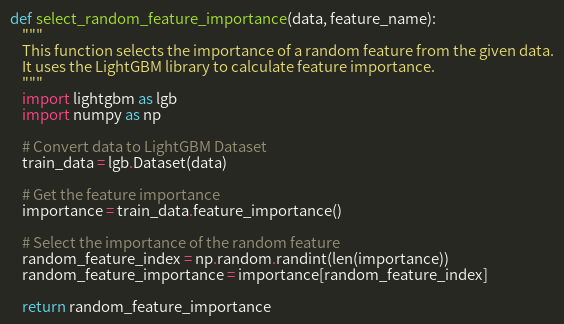 def select_random_feature_importance(data, feature_name):
    """
    This function selects the importance of a random feature from the given data.
    It uses the LightGBM library to calculate feature importance.
    """
    import lightgbm as lgb
    import numpy as np

    # Convert data to LightGBM Dataset
    train_data = lgb.Dataset(data)

    # Get the feature importance
    importance = train_data.feature_importance()

    # Select the importance of the random feature
    random_feature_index = np.random.randint(len(importance))
    random_feature_importance = importance[random_feature_index]

    return random_feature_importance